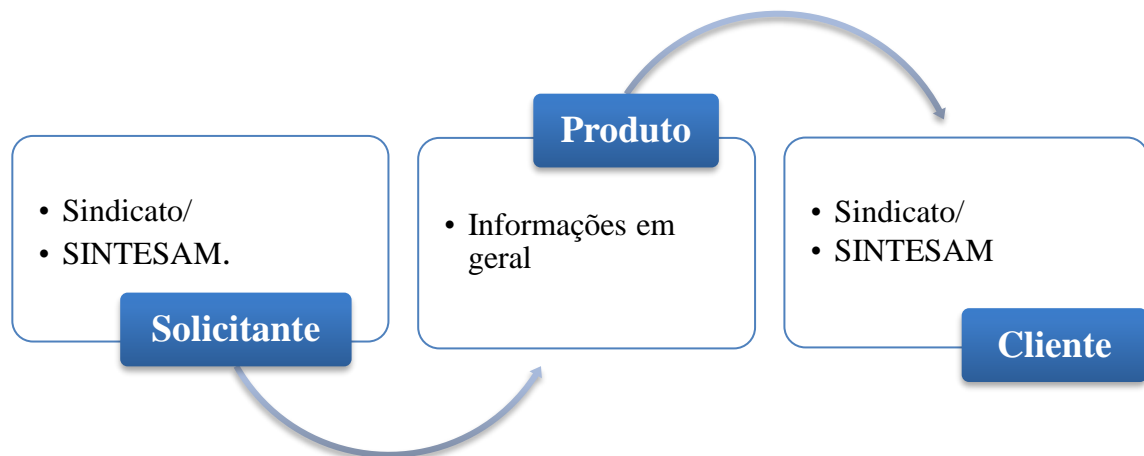 • Sindicato/
• SINTESAM.
Solicitante
Produto
• Informações em
geral
• Sindicato/
• SINTESAM
Cliente